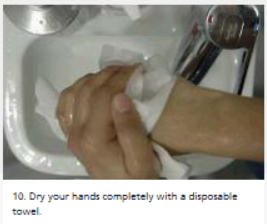 10. Dry your hands completely with a disposable
towel.